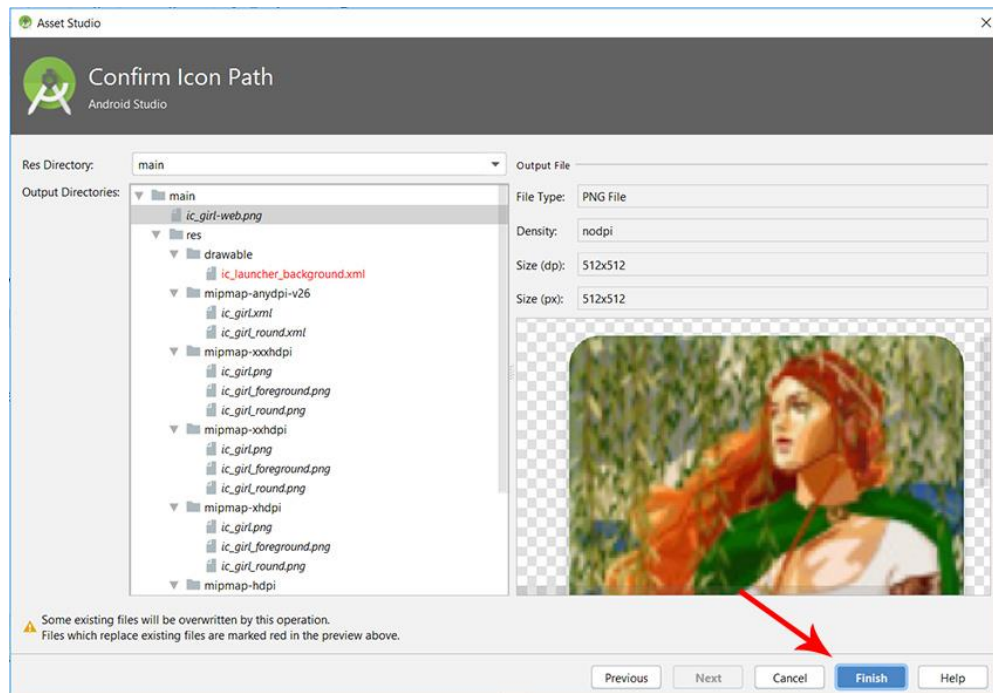 Asset Studio
Confirm Icon Path
Android Studio
Res Directory:
main
Output Directories:
main
ic_girl-web.png
res
drawable
ic_launcher_background.xml
mipmap-anydpi-v26
ic_girl.xml
ic_girl_round.xml
mipmap-xxxhdpi
ic_girl.png
ic_girl_foreground.png
ic_girl_round.png
mipmap-xxhdpi
ic_girl.png
ic_girl_foreground.png
ic_girl_round.png
mipmap-xhdpi
ic_girl.png
ic_girl_foreground.png
ic_girl_round.png
mipmap-hdpi
Output File
File Type: PNG File
Density: nodpi
Size (dp): 512x512
Size (px): 512x512
Some existing files will be overwritten by this operation.
Files which replace existing files are marked red in the preview above.
Previous Next Cancel Finish Help